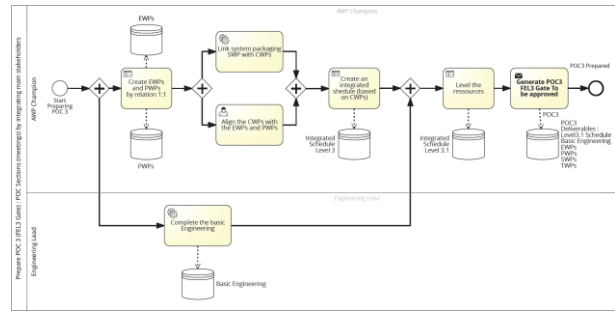 Prepare POC 3 (FEL3 Gate) : POC Sections (meetings) by integrating main stakeholders
AWP Champion
AWP Champion
EWPs
Start
Preparing
POC 3
Create EWPs
and PWPs
by relation 1:1
PWPs
Link system packaging
SWP with CWPs
Align the CWPs with
the EWPs and PWPs
Create an
integrated
shedule (based
on CWPs)
Integrated
Schedule
Level 3
Level the
ressources
Integrated
Schedule
Level 3.1
Generate POC3
FEL3 Gate To
be approved
POC3
POC3
Deliverables :
Level3.1 Schedule
Basic Engineering
EWPs
PWPs
SWPs
TWPs
POC3 Prepared
Engineering Lead
Engineering Lead
Complete the basic
Engineering
Basic Engineering